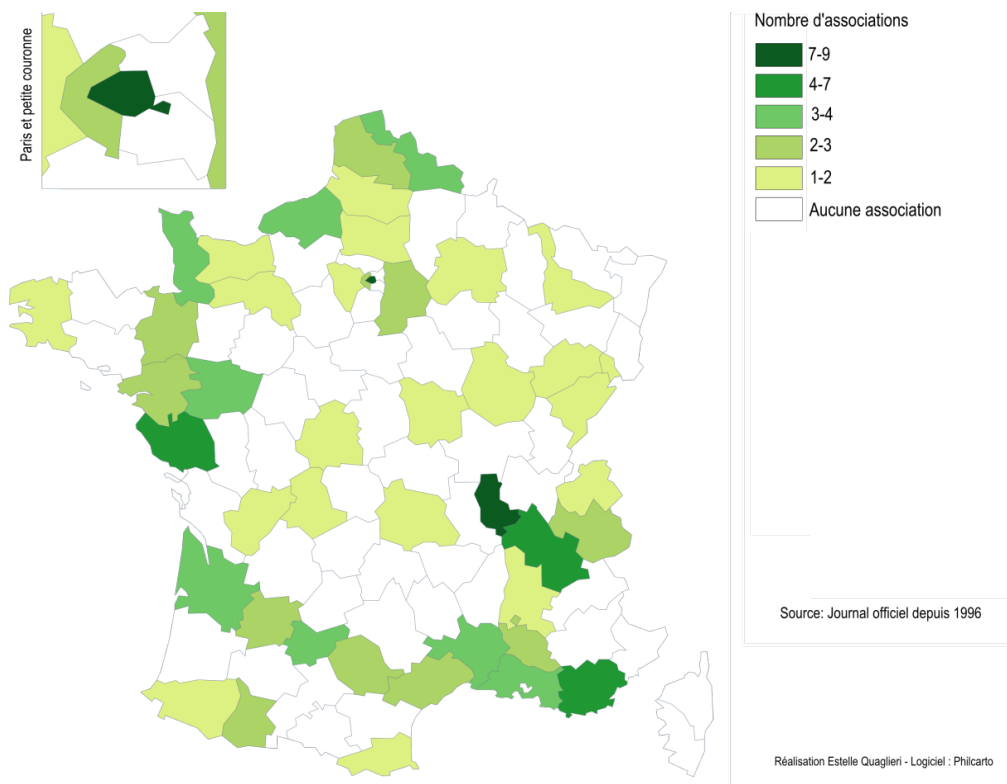 Paris et petite couronne
Nombre d'associations
7-9
4-7
3-4
2-3
1-2
Aucune association
Source: Journal officiel depuis 1996
Réalisation Estelle Quaglieri - Logiciel : Philcarto